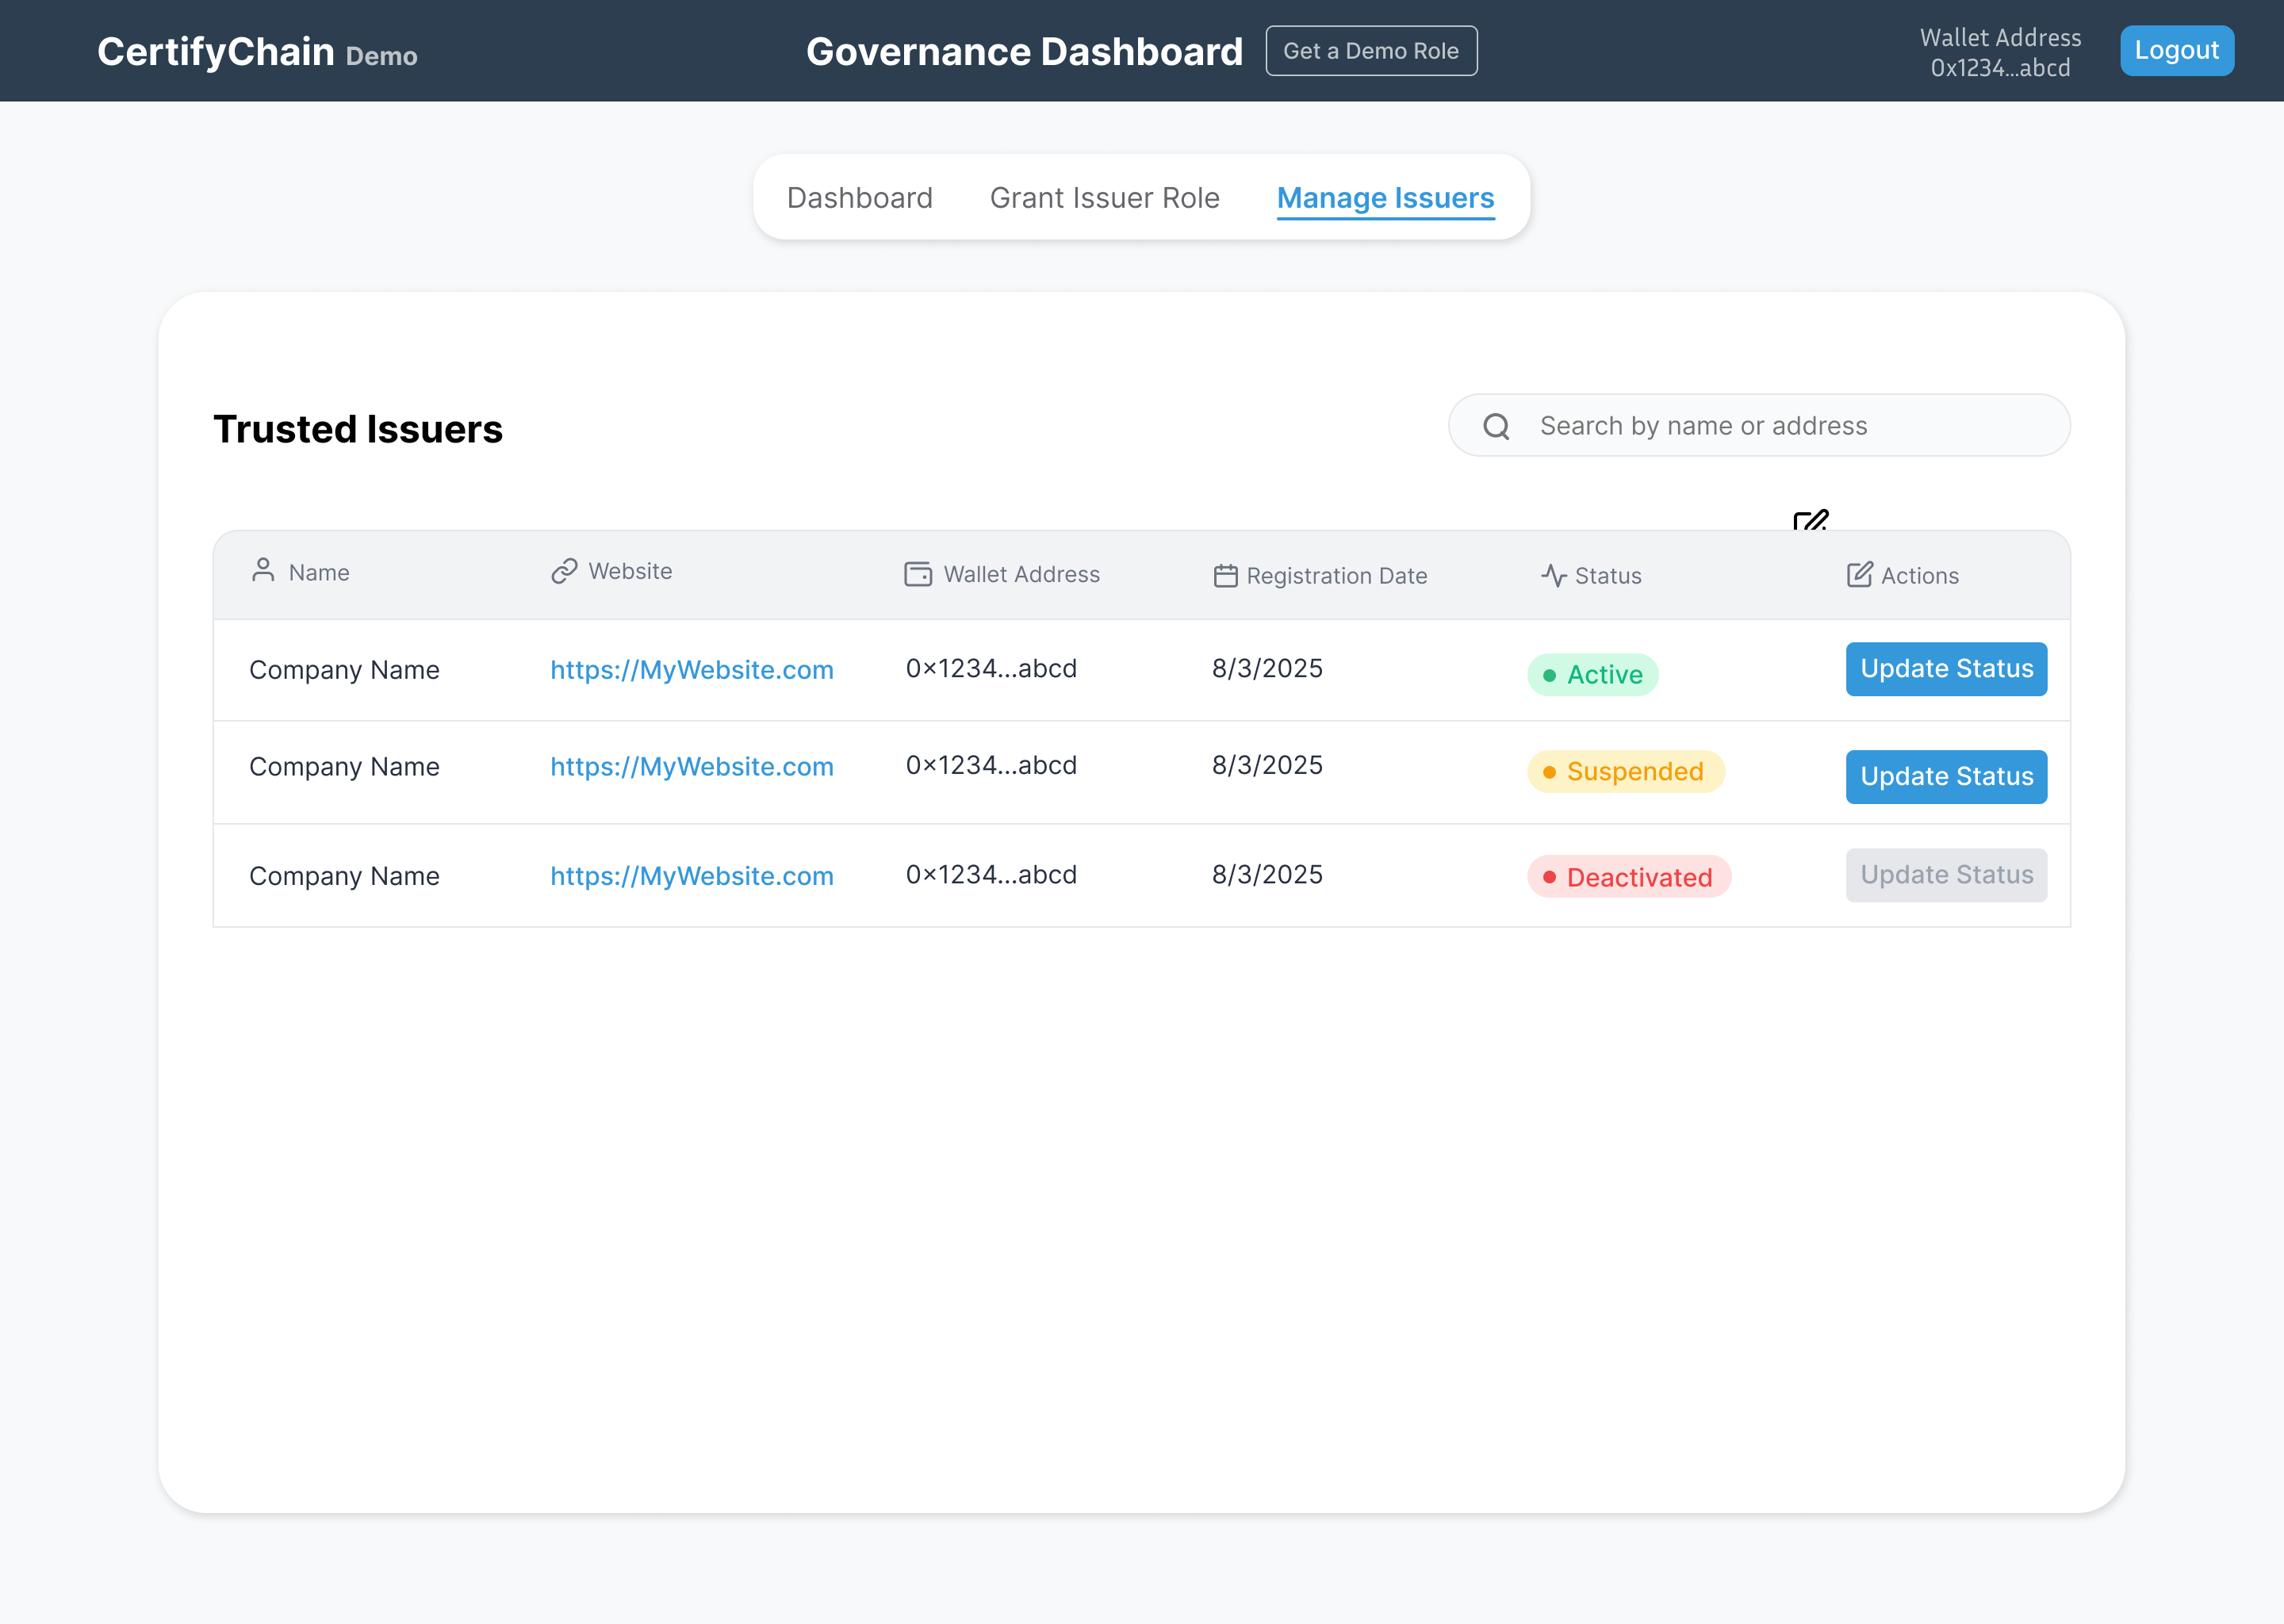 CertifyChain Demo
Governance Dashboard
Get a Demo Role
Wallet Address
0x1234...abcd
Logout
Dashboard
Grant Issuer Role
Manage Issuers
Trusted Issuers
Search by name or address
Name Website Wallet Address Registration Date Status Actions
Company Name https://MyWebsite.com 0×1234...abcd 8/3/2025 Active Update Status
Company Name https://MyWebsite.com 0×1234...abcd 8/3/2025 Suspended Update Status
Company Name https://MyWebsite.com 0×1234...abcd 8/3/2025 Deactivated Update Status